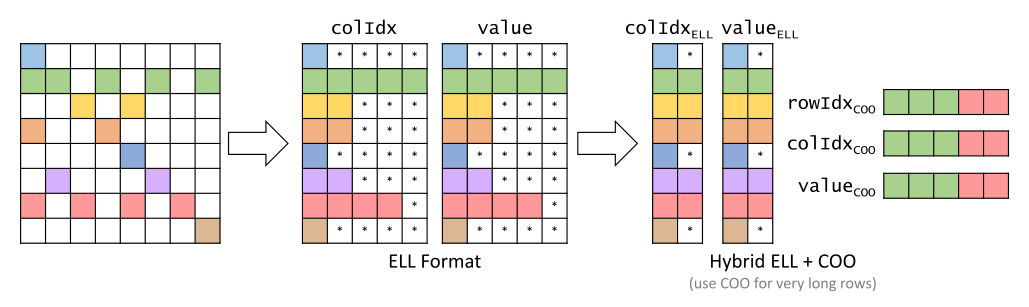 colIdx value colIdxELL valueELL
* * * * * * * * * *
* * * * * *
* * * * * *
* * * * * * * * * *
* * * * * *
* *
* * * * * * * * * *
rowIdxCOO
colIdxCOO
valueCOO
ELL Format
Hybrid ELL + COO
(use COO for very long rows)